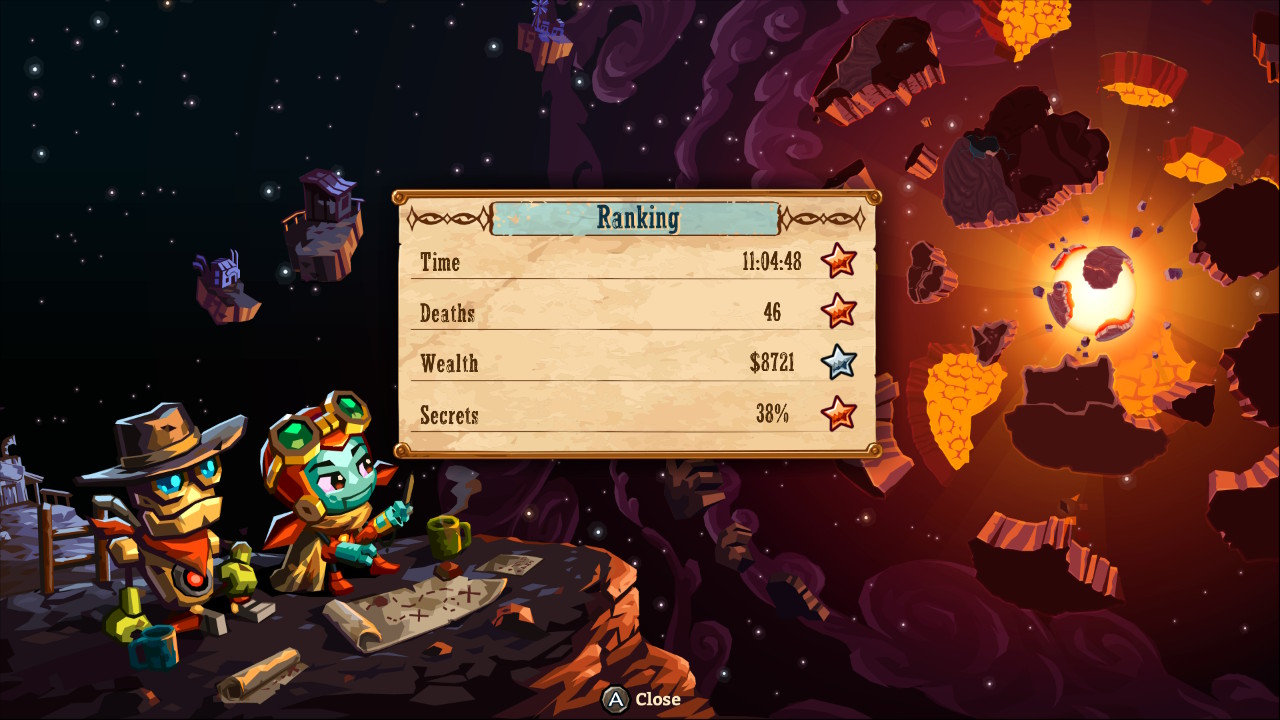 Ranking
Time 11:04:48
Deaths 46
Wealth $8721
Secrets 38%
A Close